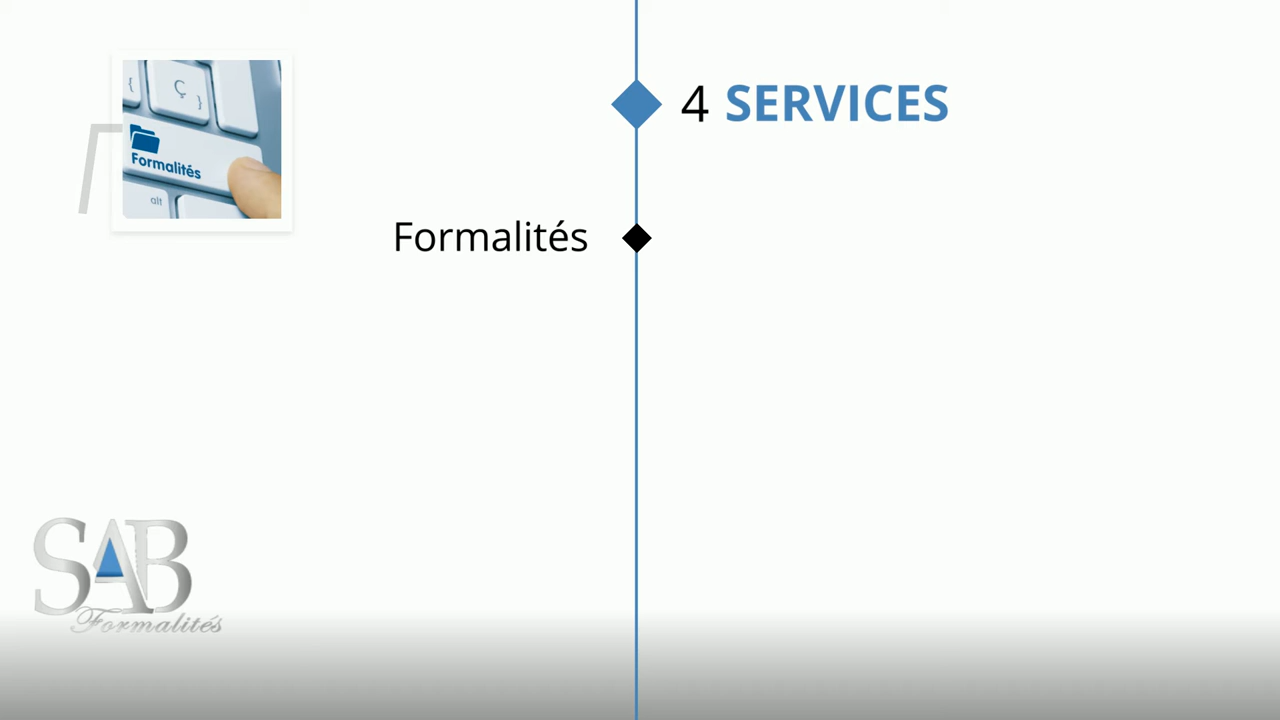 {
Ç
}
Formalités
alt
4 SERVICES
Formalités
SAB
Formalités